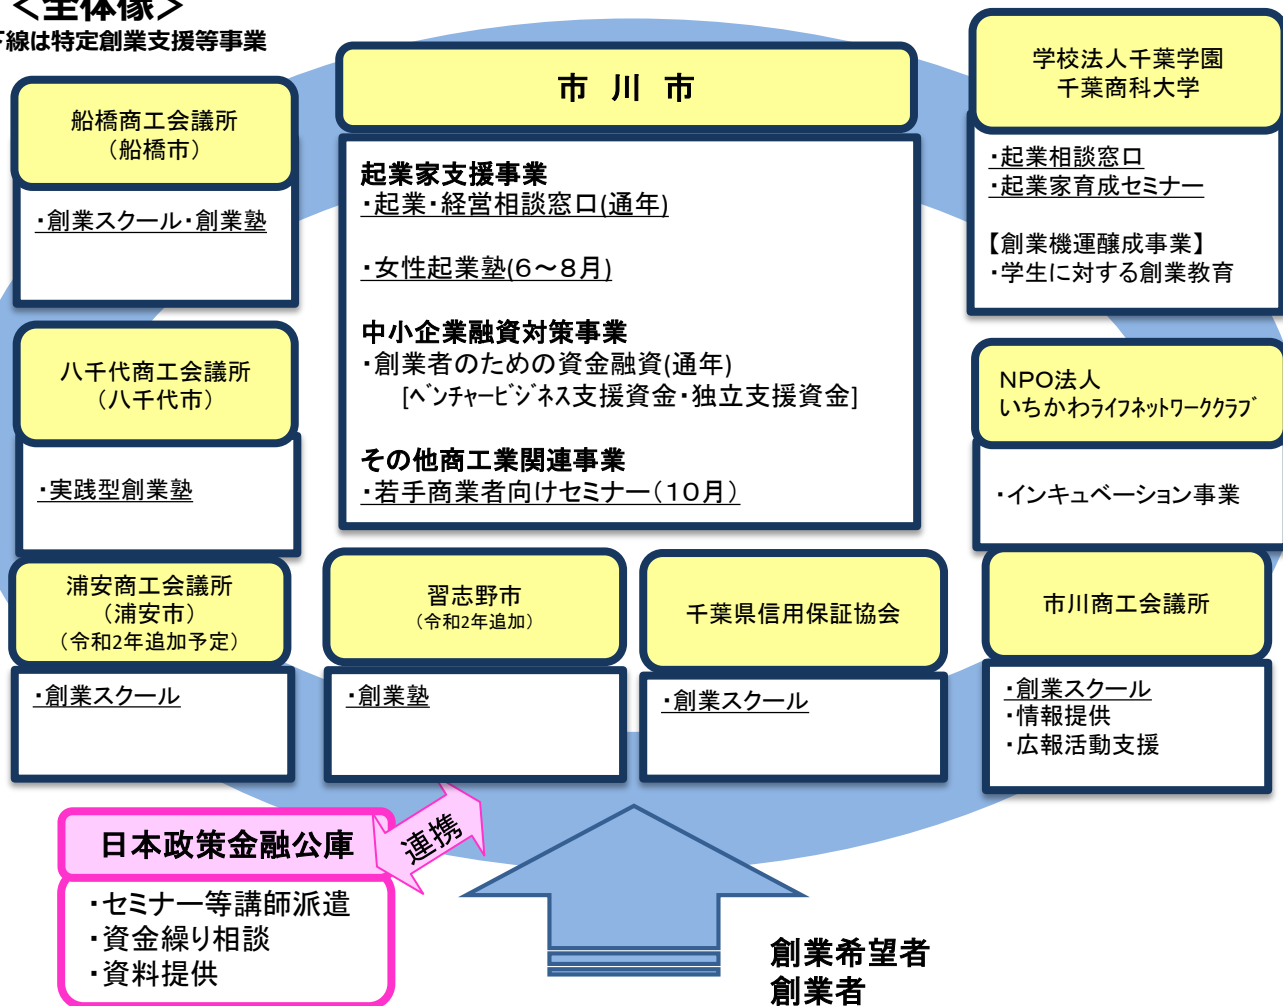 ＜全体像＞
下線は特定創業支援等事業
市 川 市
起業家支援事業
・起業・経営相談窓口(通年)
・女性起業塾(6～8月)
中小企業融資対策事業
・創業者のための資金融資(通年)
[ﾍﾞﾝﾁｬｰﾋﾞｼﾞﾈｽ支援資金・独立支援資金]
その他商工業関連事業
・若手商業者向けセミナー（10月）
船橋商工会議所
（船橋市）
・創業スクール・創業塾
八千代商工会議所
（八千代市）
・実践型創業塾
浦安商工会議所
（浦安市）
（令和2年追加予定）
・創業スクール
習志野市
（令和2年追加）
・創業塾
千葉県信用保証協会
・創業スクール
学校法人千葉学園
千葉商科大学
・起業相談窓口
・起業家育成セミナー
【創業機運醸成事業】
・学生に対する創業教育
NPO法人
いちかわﾗｲﾌﾈｯﾄﾜｰｸｸﾗﾌﾞ
・インキュベーション事業
市川商工会議所
・創業スクール
・情報提供
・広報活動支援
日本政策金融公庫
・セミナー等講師派遣
・資金繰り相談
・資料提供
連携
創業希望者
創業者